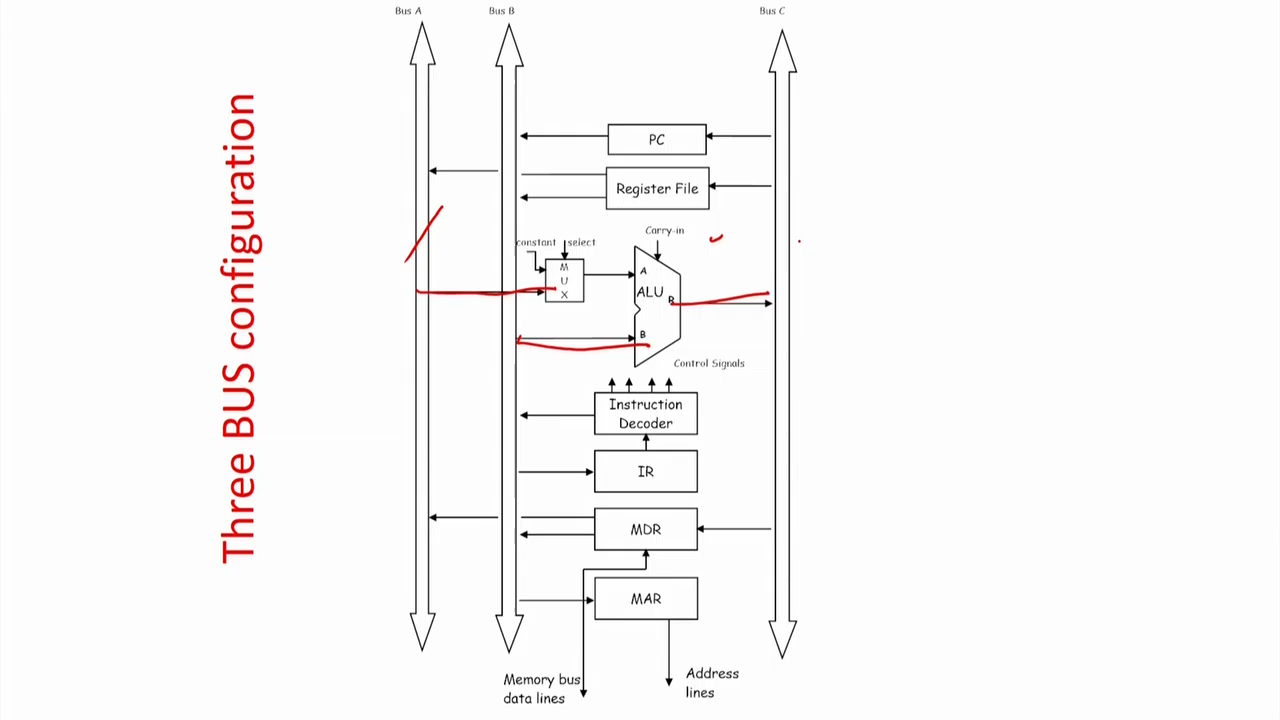 Three BUS configuration
Bus A
Bus B
Bus C
PC
Register File
constant
select
Carry-in
M
U
X
A
ALU
R
B
Control Signals
Instruction
Decoder
IR
MDR
MAR
Memory bus
data lines
Address
lines